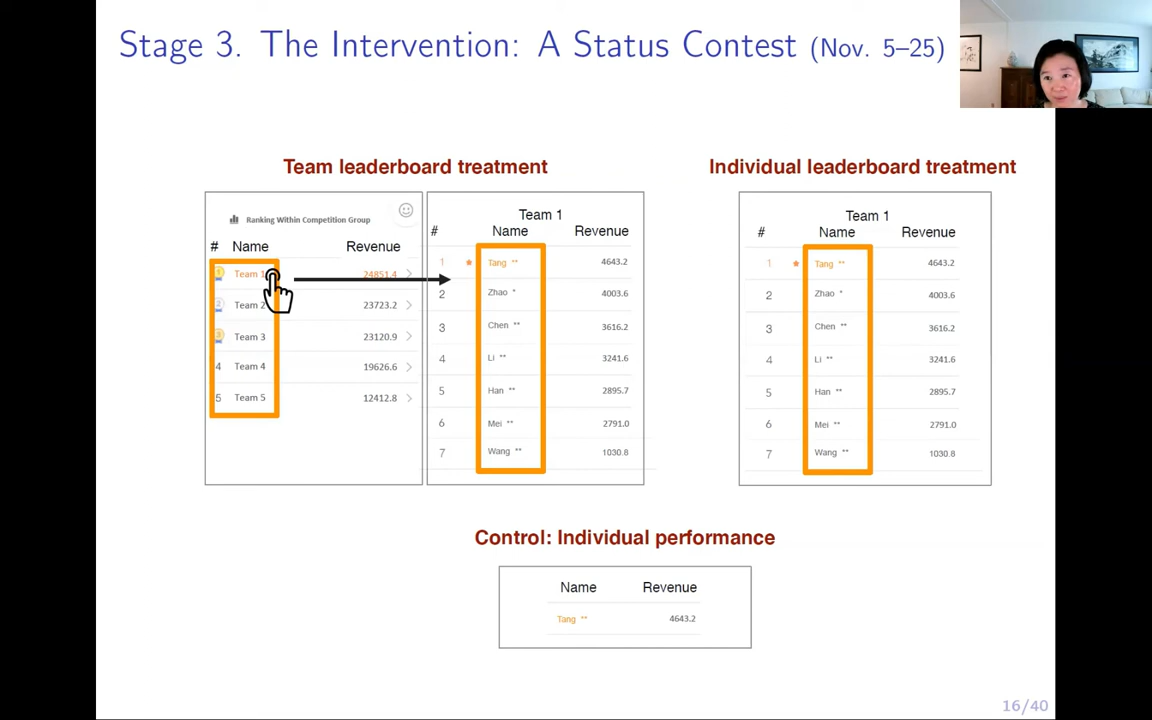 Stage 3. The Intervention: A Status Contest (Nov. 5–25)
Team leaderboard treatment
Ranking Within Competition Group
# Name Revenue
1 Team 1 24851.4
2 Team 2 23723.2
3 Team 3 23120.9
4 Team 4 19626.6
5 Team 5 12412.8
Team 1
# Name Revenue
1 Tang ** 4643.2
2 Zhao * 4003.6
3 Chen ** 3616.2
4 Li ** 3241.6
5 Han ** 2895.7
6 Mei ** 2791.0
7 Wang ** 1030.8
Individual leaderboard treatment
Team 1
# Name Revenue
1 Tang ** 4643.2
2 Zhao * 4003.6
3 Chen ** 3616.2
4 Li ** 3241.6
5 Han ** 2895.7
6 Mei ** 2791.0
7 Wang ** 1030.8
Control: Individual performance
Name Revenue
Tang ** 4643.2
16/40